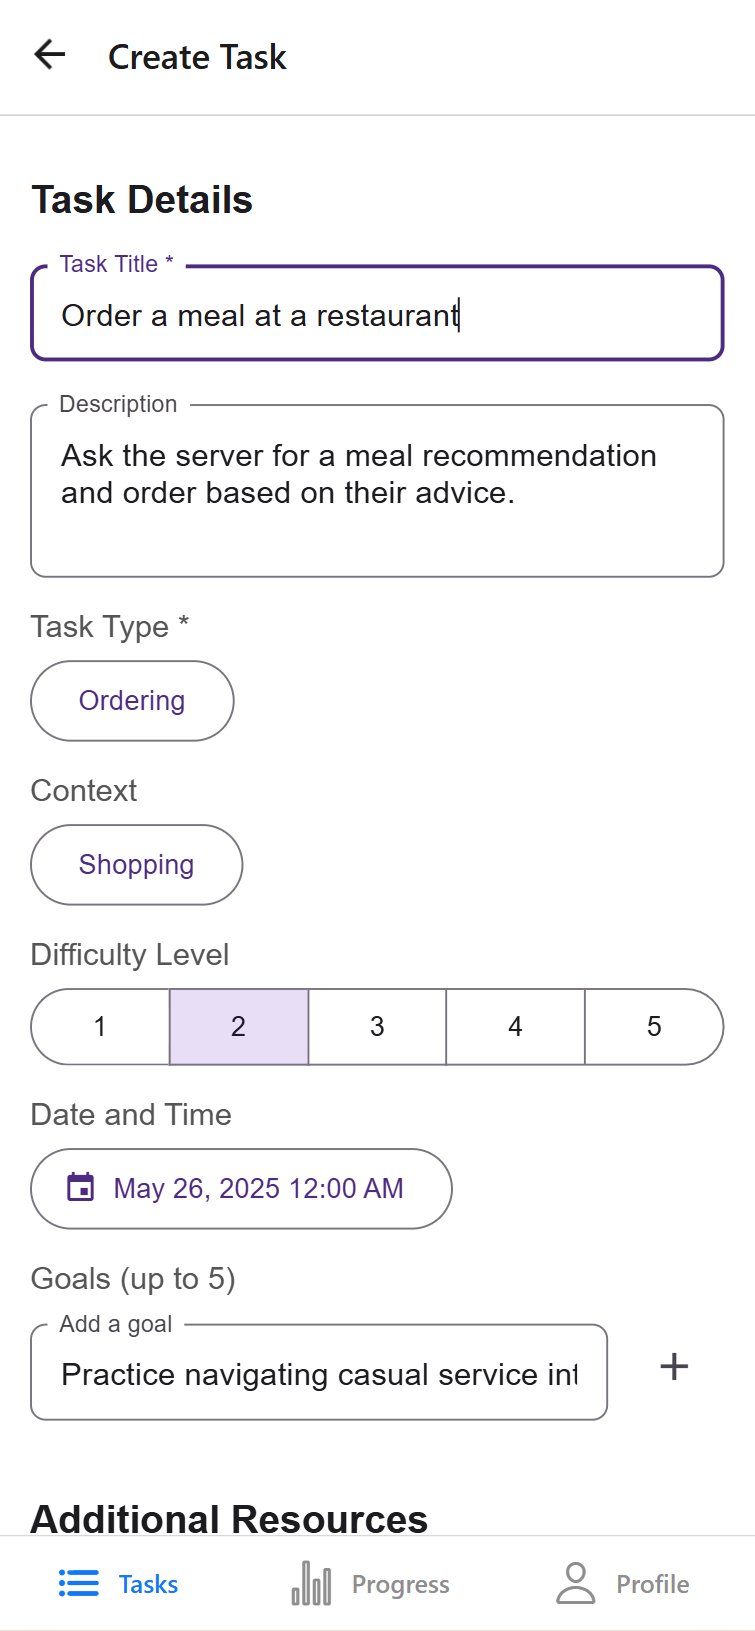 Create Task
Task Details
Task Title *
Order a meal at a restaurant
Description
Ask the server for a meal recommendation
and order based on their advice.
Task Type *
Ordering
Context
Shopping
Difficulty Level
1 2 3 4 5
Date and Time
May 26, 2025 12:00 AM
Goals (up to 5)
Add a goal
Practice navigating casual service int
Additional Resources
Tasks Progress Profile